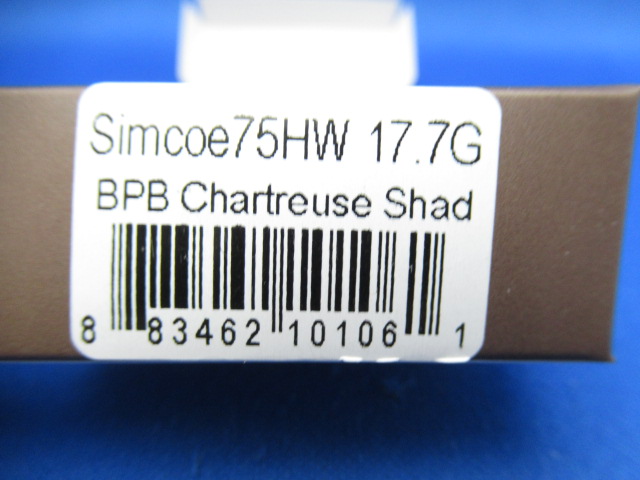 Simcoe75HW 17.7G
BPB Chartreuse Shad
8 83462 10106 1